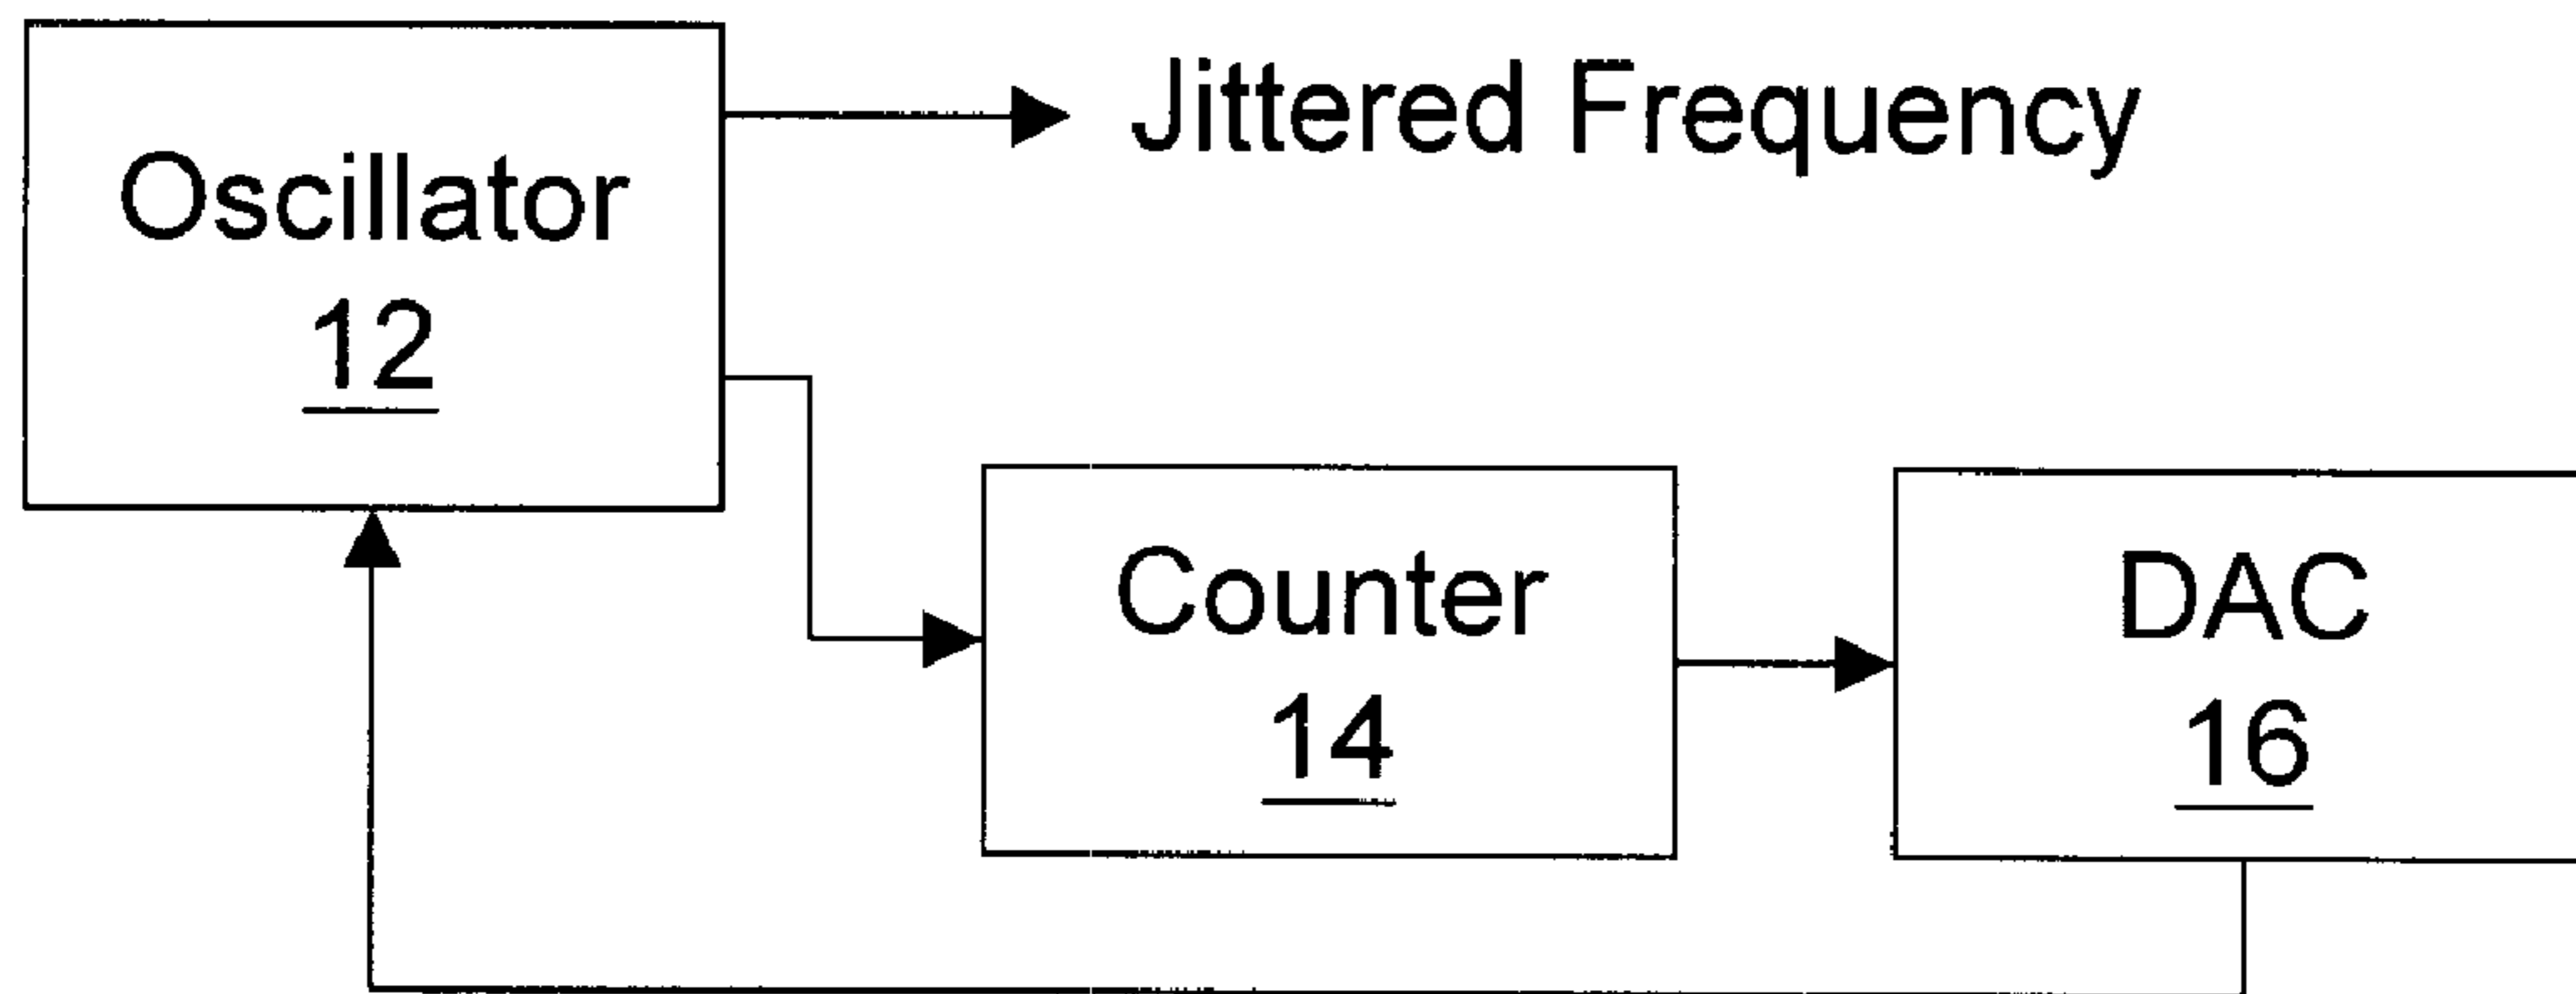 Jittered Frequency
Oscillator
12
Counter
14
DAC
16